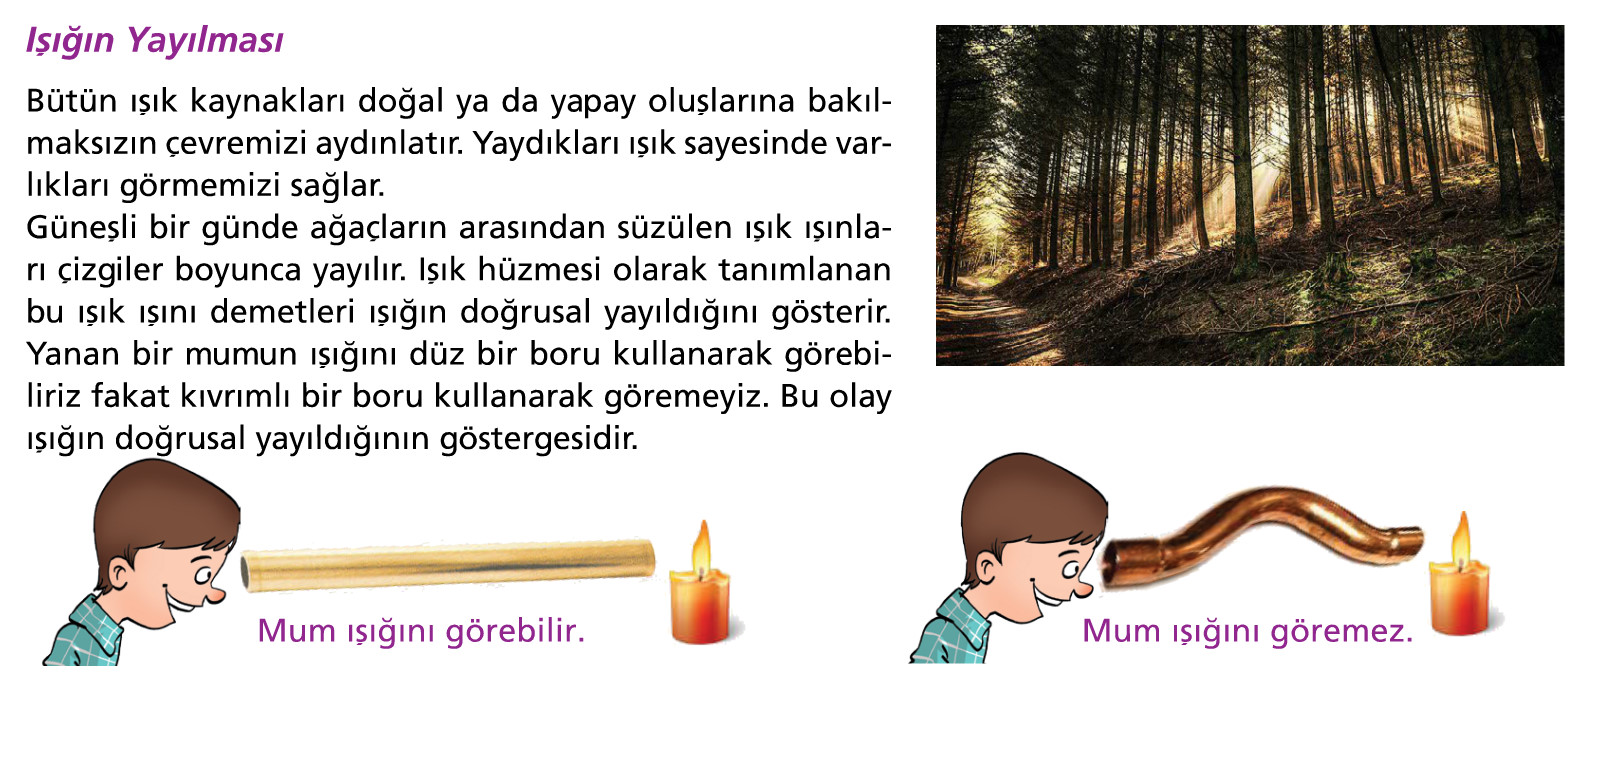 Işığın Yayılması
Bütün ışık kaynakları doğal ya da yapay oluşlarına bakıl-
maksızın çevremizi aydınlatır. Yaydıkları ışık sayesinde var-
lıkları görmemizi sağlar.
Güneşli bir günde ağaçların arasından süzülen ışık ışınla-
rı çizgiler boyunca yayılır. Işık hüzmesi olarak tanımlanan
bu ışık ışını demetleri ışığın doğrusal yayıldığını gösterir.
Yanan bir mumun ışığını düz bir boru kullanarak görebi-
liriz fakat kıvrımlı bir boru kullanarak göremeyiz. Bu olay
ışığın doğrusal yayıldığının göstergesidir.
Mum ışığını görebilir.
Mum ışığını göremez.